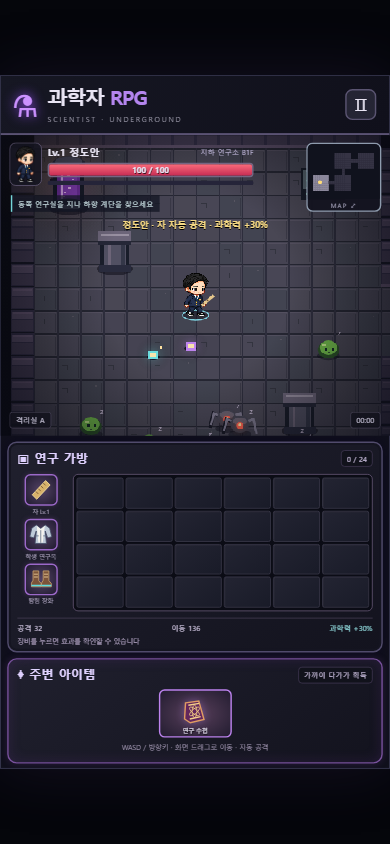 과학자 RPG
SCIENTIST · UNDERGROUND
II
Lv.1 정도안
지하 연구소 B1F
100 / 100
동쪽 연구실을 지나 하강 계단을 찾으세요
MAP
정도안 · 자 자동 공격 · 과학력 +30%
z
z
z
z
격리실 A
00:00
연구 가방
0 / 24
자 Lv.1
학생 연구복
탐험 장화
공격 32
이동 136
과학력 +30%
장비를 누르면 효과를 확인할 수 있습니다
주변 아이템
가까이 다가가 획득
연구 수첩
WASD / 방향키 · 화면 드래그로 이동 · 자동 공격